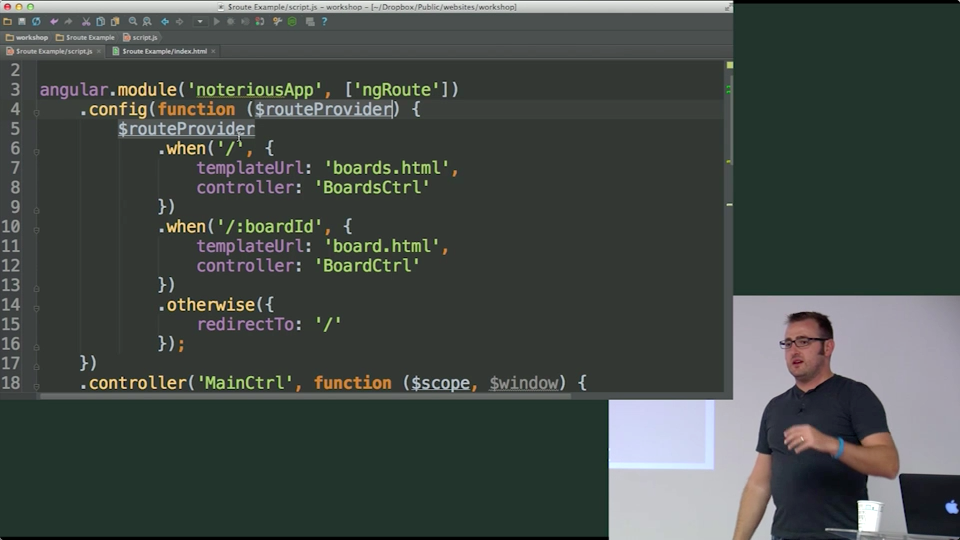 $route Example/script.js - workshop - [~/Dropbox/Public/websites/workshop]
workshop $route Example script.js
$route Example/script.js $route Example/index.html
2
3 angular.module('noteriousApp', ['ngRoute'])
4 .config(function ($routeProvider) {
5 $routeProvider
6 .when('/', {
7 templateUrl: 'boards.html',
8 controller: 'BoardsCtrl'
9 })
10 .when('/:boardId', {
11 templateUrl: 'board.html',
12 controller: 'BoardCtrl'
13 })
14 .otherwise({
15 redirectTo: '/'
16 });
17 })
18 .controller('MainCtrl', function ($scope, $window) {